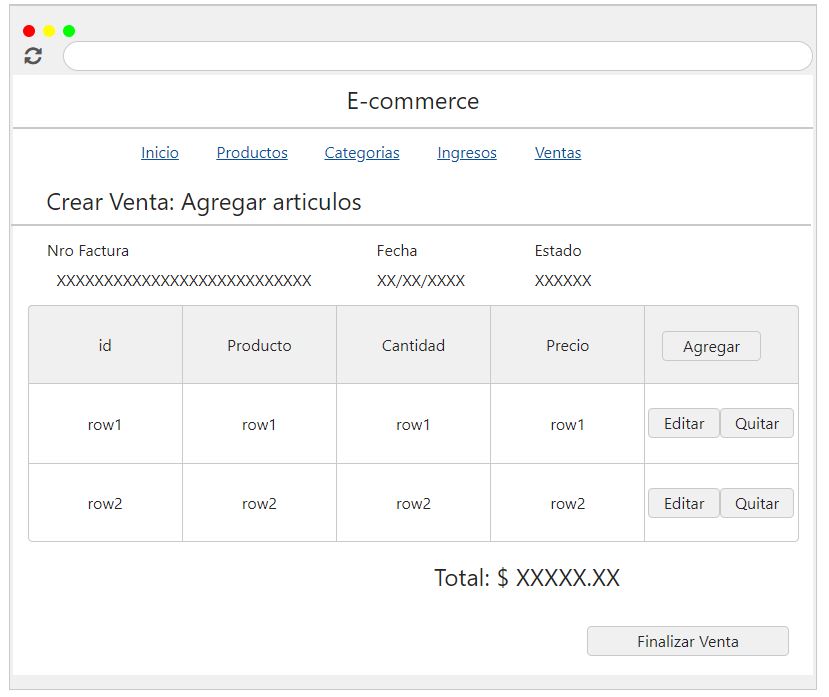 E-commerce
Inicio Productos Categorias Ingresos Ventas
Crear Venta: Agregar articulos
Nro Factura Fecha Estado
XXXXXXXXXXXXXXXXXXXXXXXXXXX XX/XX/XXXX XXXXXX
id Producto Cantidad Precio Agregar
row1 row1 row1 row1 Editar Quitar
row2 row2 row2 row2 Editar Quitar
Total: $ XXXXX.XX
Finalizar Venta